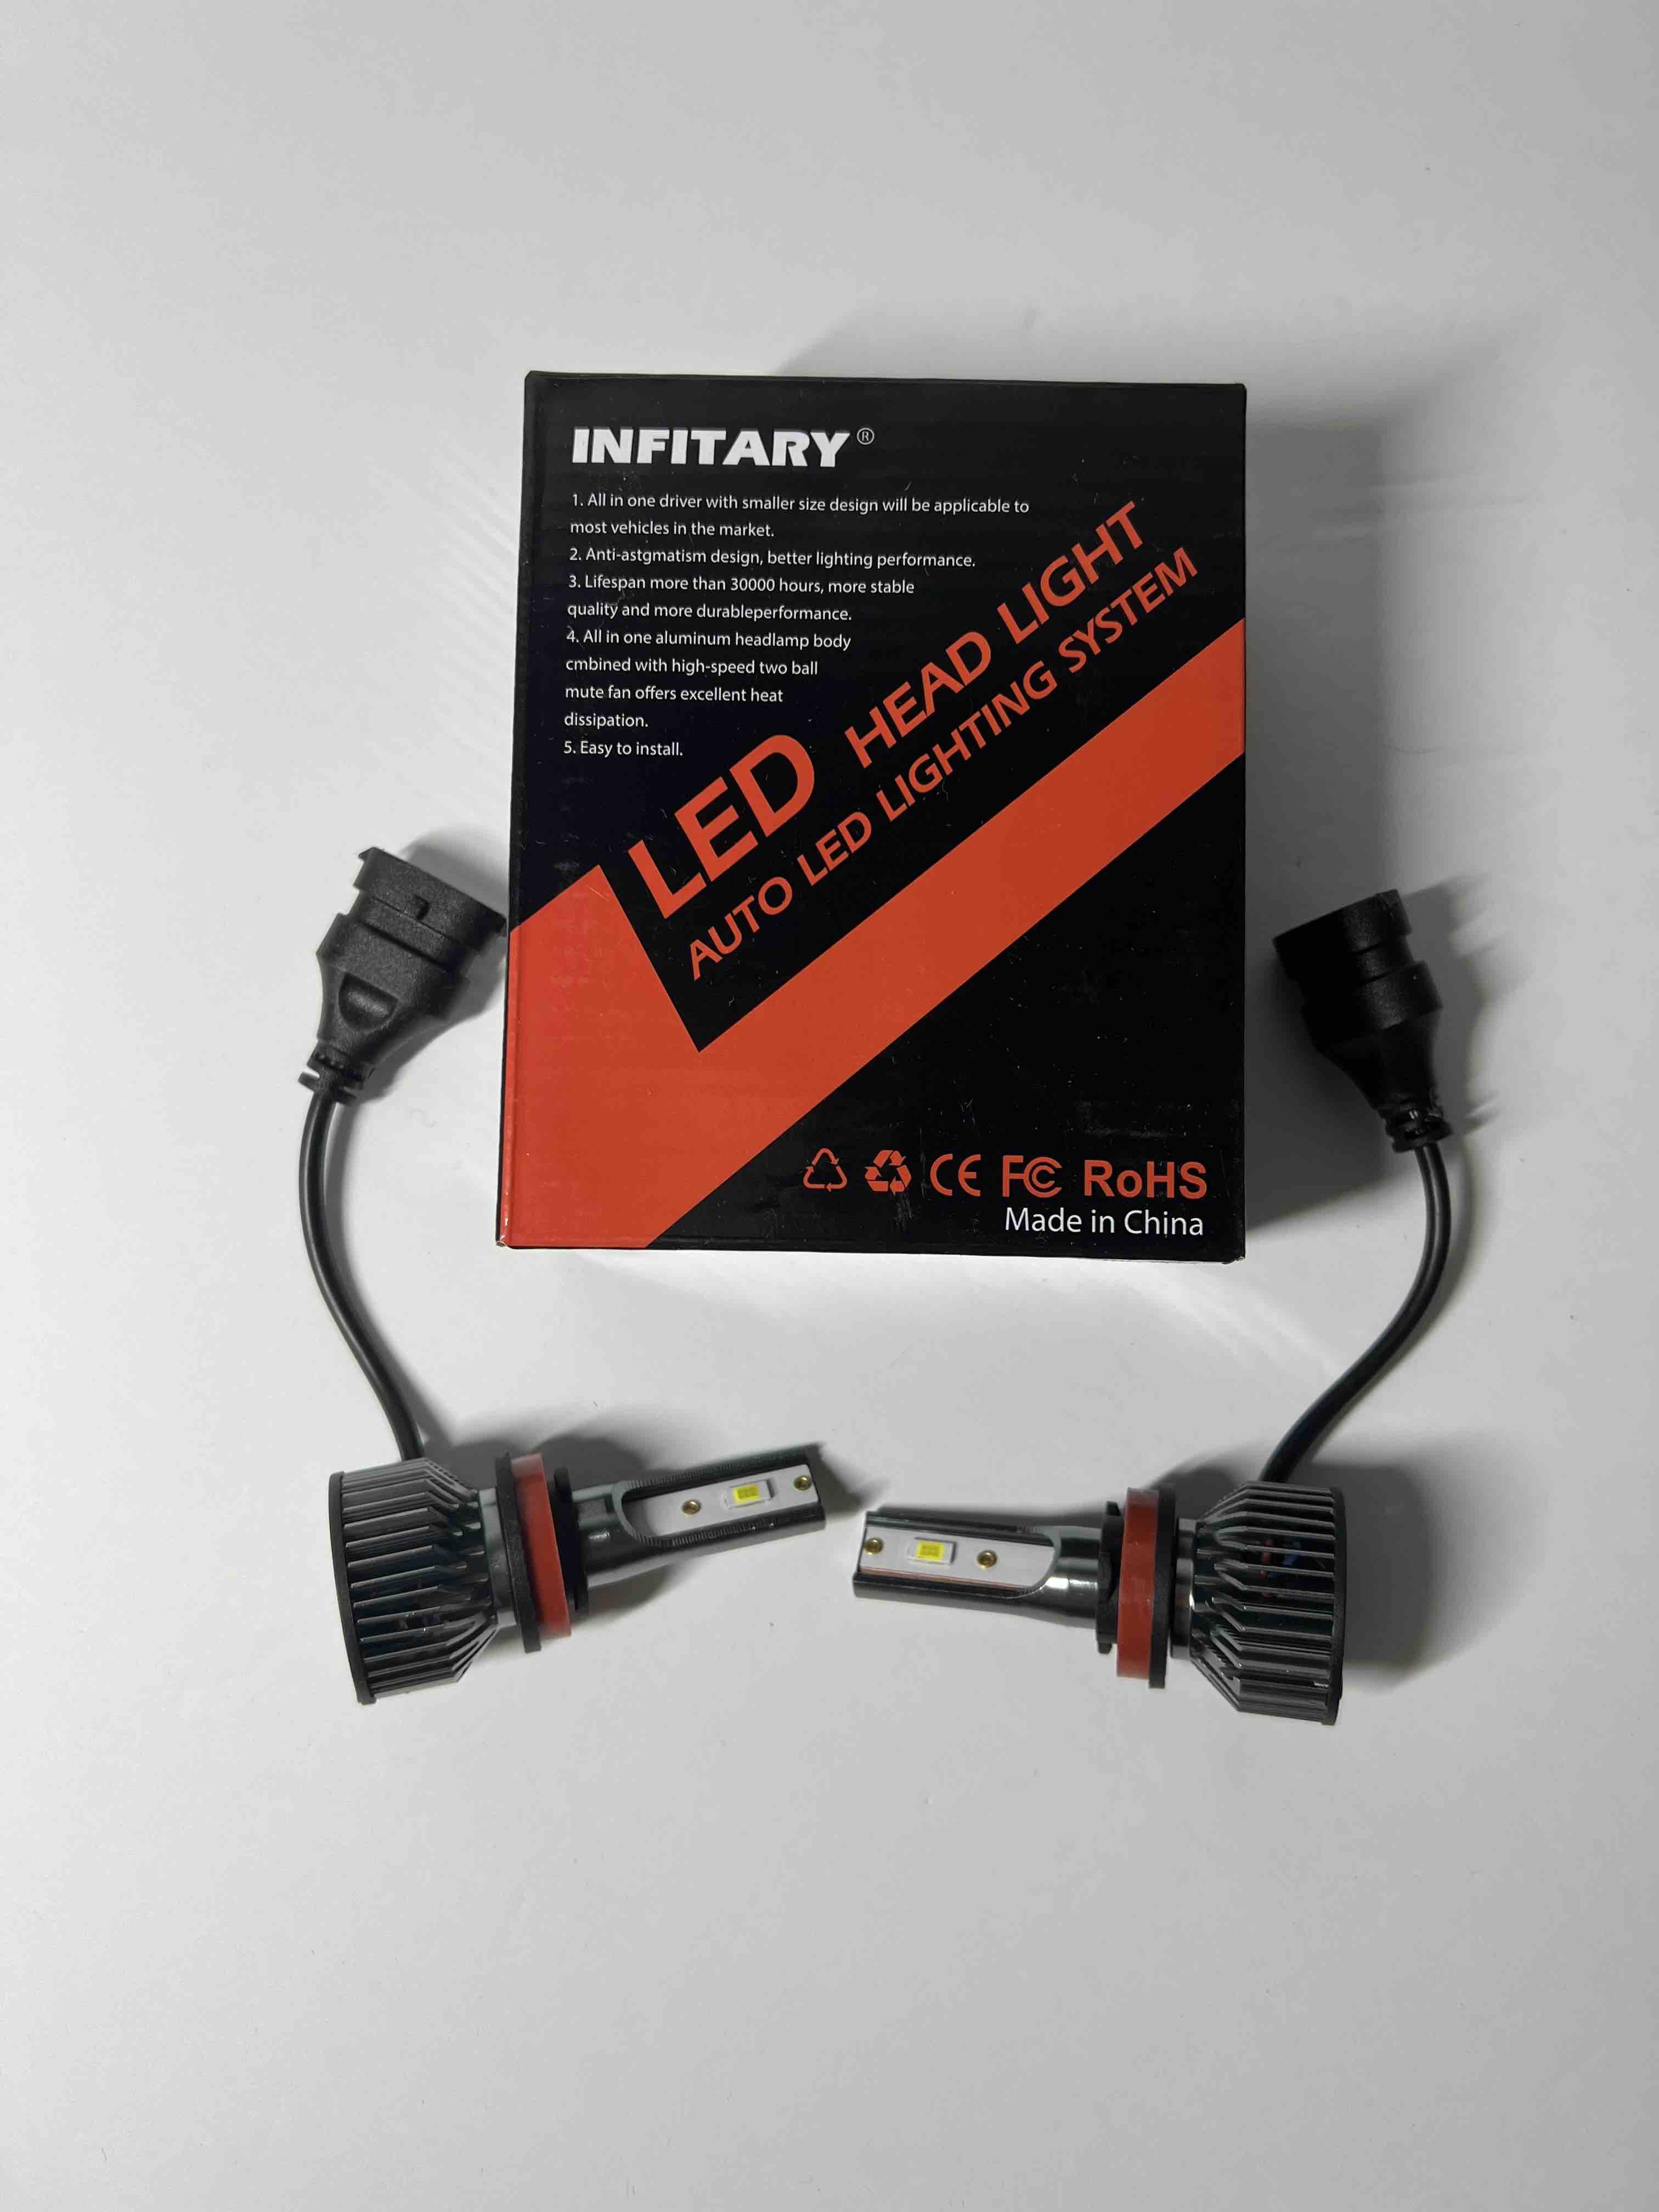 INFITARY®
1. All in one driver with smaller size design will be applicable to
most vehicles in the market.
2. Anti-astgmatism design, better lighting performance.
3. Lifespan more than 30000 hours, more stable
quality and more durableperformance.
4. All in one aluminum headlamp body
cmbined with high-speed two ball
mute fan offers excellent heat
dissipation.
5. Easy to install.
LED HEAD LIGHT
AUTO LED LIGHTING SYSTEM
CE FC RoHS
Made in China